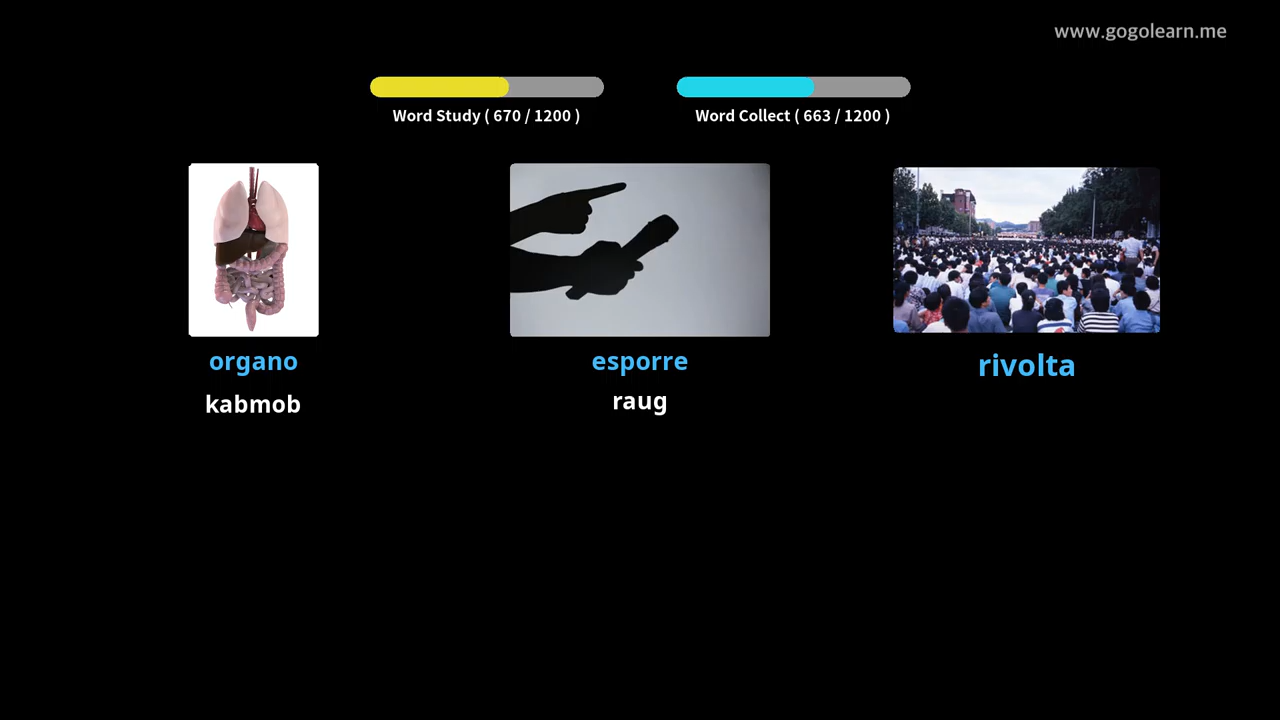 www.gogolearn.me
Word Study ( 670 / 1200 )
Word Collect ( 663 / 1200 )
organo
esporre
rivolta
kabmob
raug